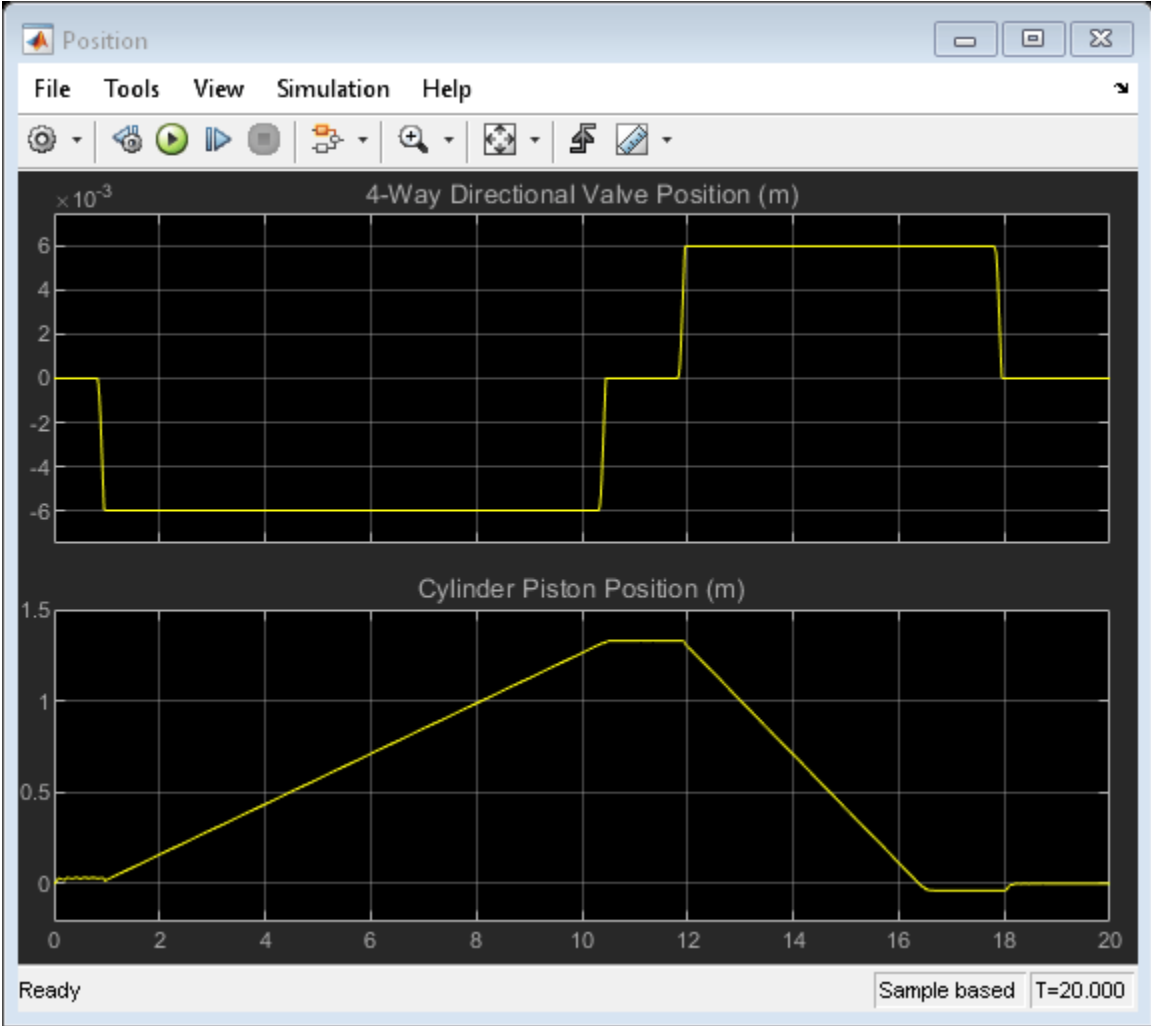 Position
File Tools View Simulation Help
×10-3
4-Way Directional Valve Position (m)
6
4
2
0
-2
-4
-6
Cylinder Piston Position (m)
1.5
1
0.5
0
0 2 4 6 8 10 12 14 16 18 20
Ready Sample based T=20.000